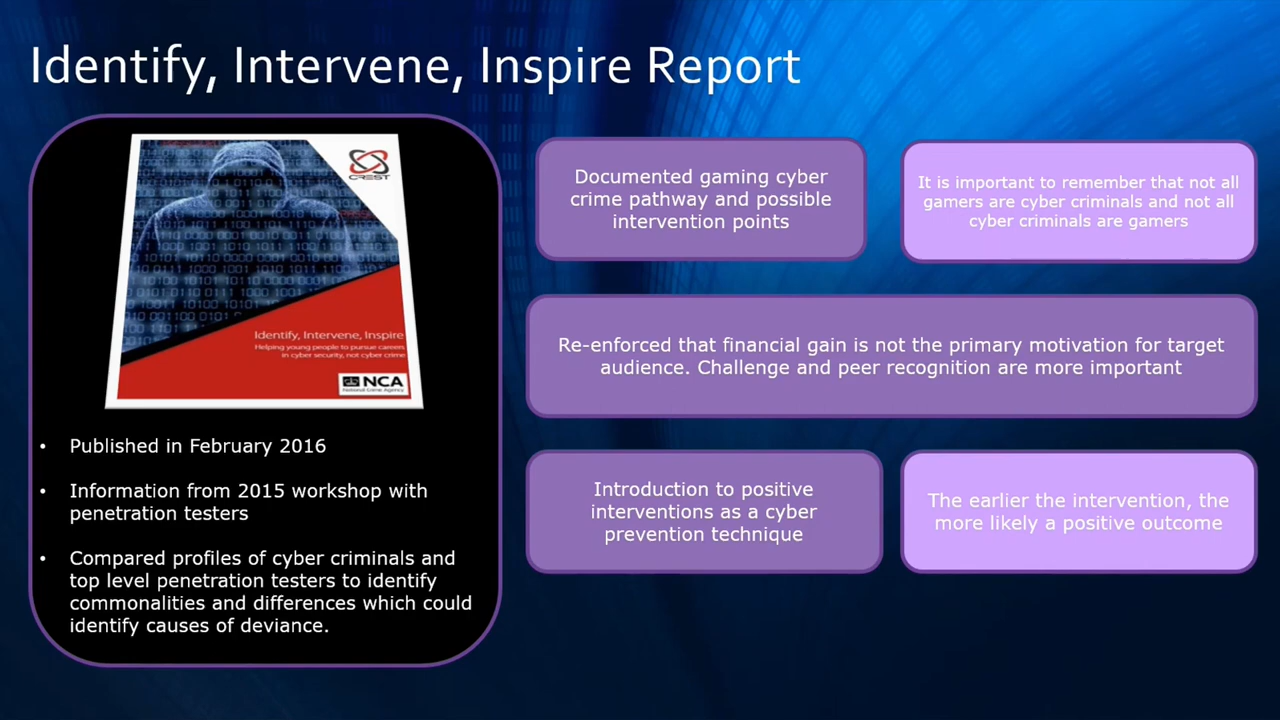 Identify, Intervene, Inspire Report
CREST
Identify, Intervene, Inspire
Helping young people to pursue careers
in cyber security, not cyber crime
NCA
National Crime Agency
• Published in February 2016
• Information from 2015 workshop with
penetration testers
• Compared profiles of cyber criminals and
top level penetration testers to identify
commonalities and differences which could
identify causes of deviance.
Documented gaming cyber
crime pathway and possible
intervention points
It is important to remember that not all
gamers are cyber criminals and not all
cyber criminals are gamers
Re-enforced that financial gain is not the primary motivation for target
audience. Challenge and peer recognition are more important
Introduction to positive
interventions as a cyber
prevention technique
The earlier the intervention, the
more likely a positive outcome